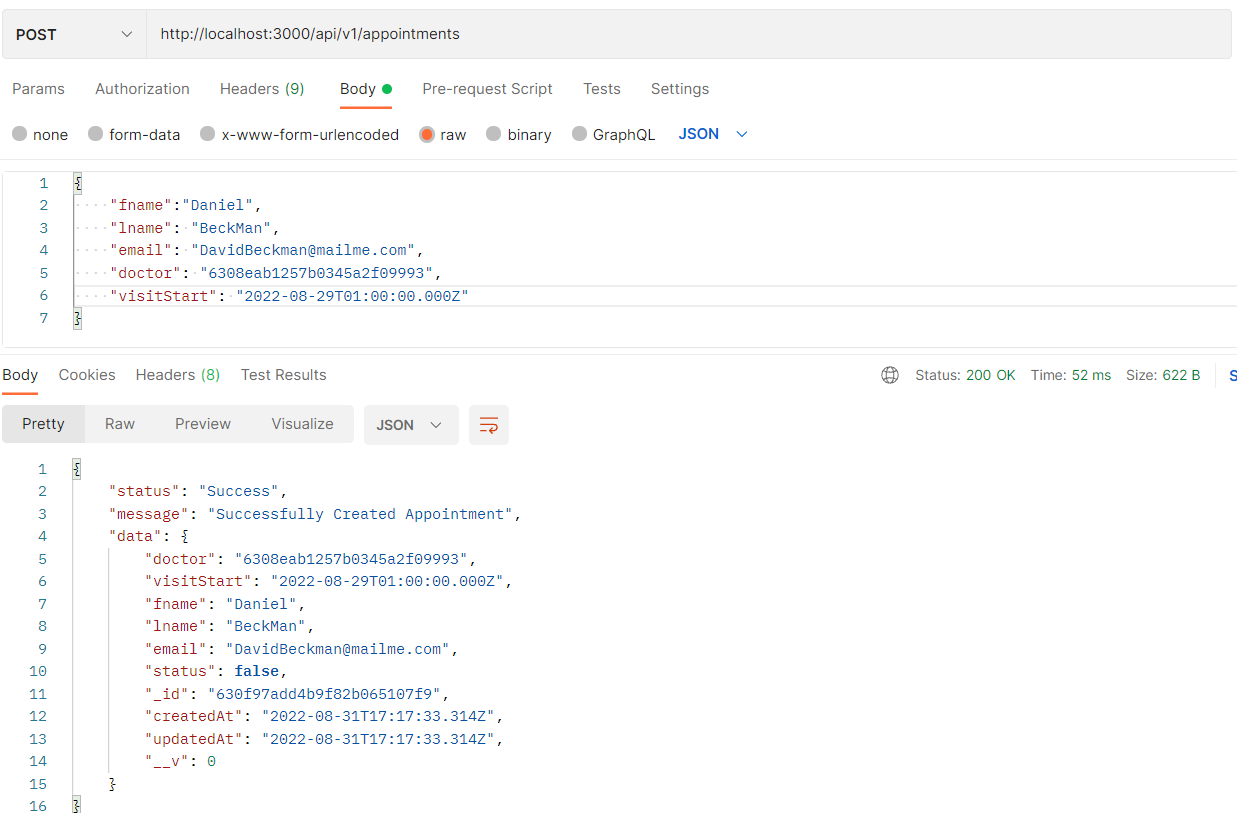 POST http://localhost:3000/api/v1/appointments
Params Authorization Headers (9) Body Pre-request Script Tests Settings
none form-data x-www-form-urlencoded raw binary GraphQL JSON
1 {
2 "fname":"Daniel",
3 "lname": "BeckMan",
4 "email": "DavidBeckman@mailme.com",
5 "doctor": "6308eab1257b0345a2f09993",
6 "visitStart": "2022-08-29T01:00:00.000Z"
7 }
Body Cookies Headers (8) Test Results Status: 200 OK Time: 52 ms Size: 622 B S
Pretty Raw Preview Visualize JSON
1 {
2 "status": "Success",
3 "message": "Successfully Created Appointment",
4 "data": {
5 "doctor": "6308eab1257b0345a2f09993",
6 "visitStart": "2022-08-29T01:00:00.000Z",
7 "fname": "Daniel",
8 "lname": "BeckMan",
9 "email": "DavidBeckman@mailme.com",
10 "status": false,
11 "_id": "630f97add4b9f82b065107f9",
12 "createdAt": "2022-08-31T17:17:33.314Z",
13 "updatedAt": "2022-08-31T17:17:33.314Z",
14 "__v": 0
15 }
16 }